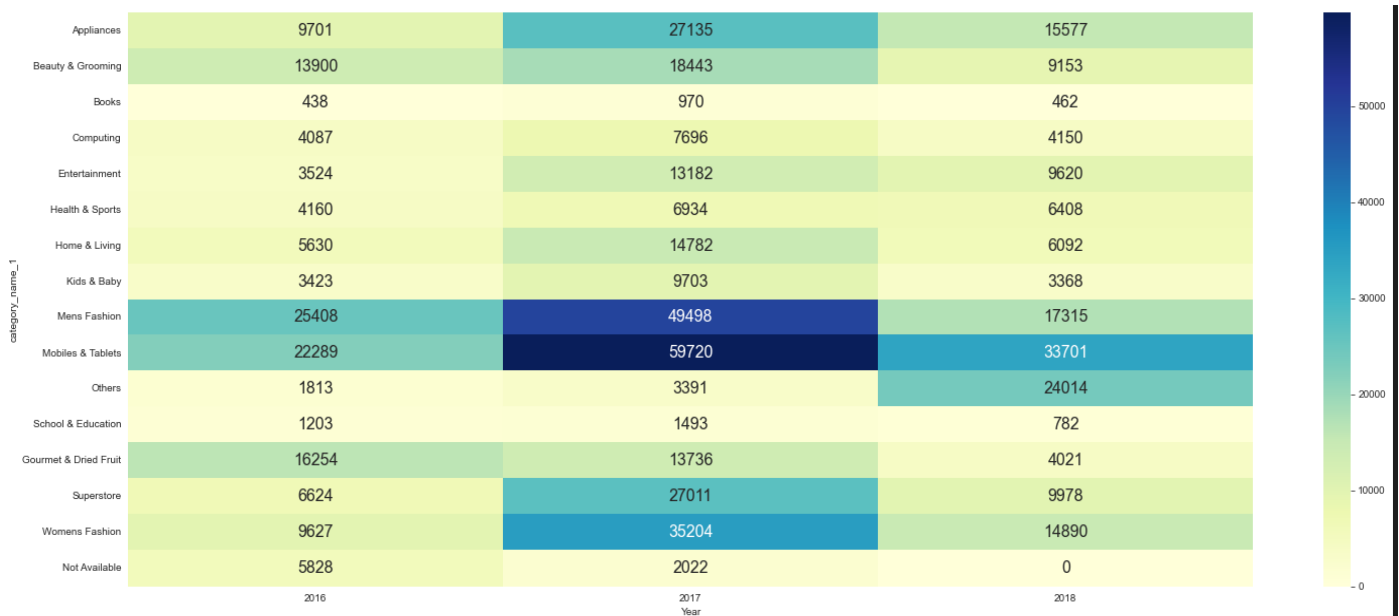 Appliances 9701 27135 15577
Beauty & Grooming 13900 18443 9153
Books 438 970 462
50000
Computing 4087 7696 4150
Entertainment 3524 13182 9620
40000
Health & Sports 4160 6934 6408
Home & Living 5630 14782 6092
category_name_1
Kids & Baby 3423 9703 3368
30000
Mens Fashion 25408 49498 17315
Mobiles & Tablets 22289 59720 33701
Others 1813 3391 24014
20000
School & Education 1203 1493 782
Gourmet & Dried Fruit 16254 13736 4021
Superstore 6624 27011 9978
10000
Womens Fashion 9627 35204 14890
Not Available 5828 2022 0
0
2016 2017 2018
Year